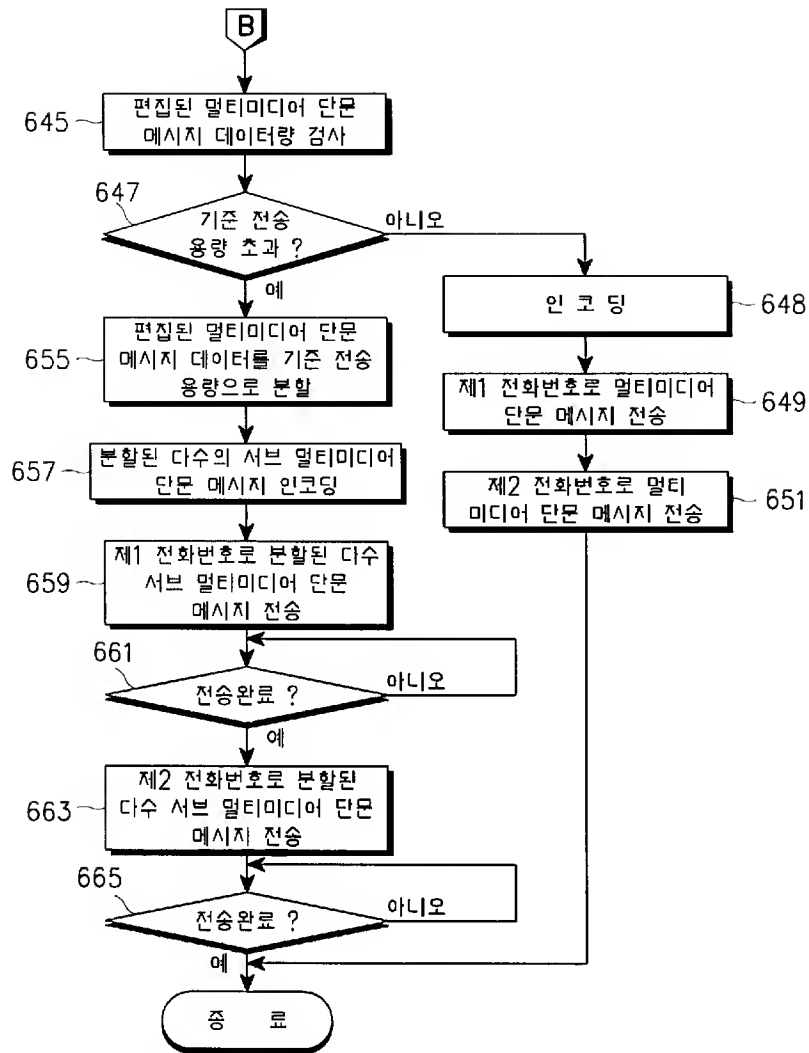 B
645
편집된 멀티미디어 단문
메시지 데이터량 검사
647
기준 전송
용량 초과 ?
아니오
예
인 코 딩
648
655
편집된 멀티미디어 단문
메시지 데이터를 기준 전송
용량으로 분할
제1 전화번호로 멀티미디어
단문 메시지 전송
649
657
분할된 다수의 서브 멀티미디어
단문 메시지 인코딩
제2 전화번호로 멀티
미디어 단문 메시지 전송
651
659
제1 전화번호로 분할된 다수
서브 멀티미디어 단문
메시지 전송
661
전송완료 ?
아니오
예
663
제2 전화번호로 분할된
다수 서브 멀티미디어 단문
메시지 전송
665
전송완료 ?
아니오
예
종 료